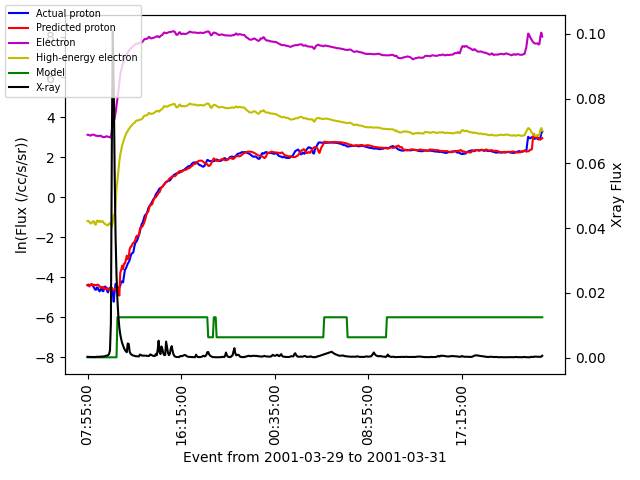 Actual proton
Predicted proton
Electron
High-energy electron
Model
X-ray
8
6
4
2
0
−2
−4
−6
−8
ln(Flux (/cc/s/sr))
0.10
0.08
0.06
0.04
0.02
0.00
Xray Flux
07:55:00
16:15:00
00:35:00
08:55:00
17:15:00
Event from 2001-03-29 to 2001-03-31